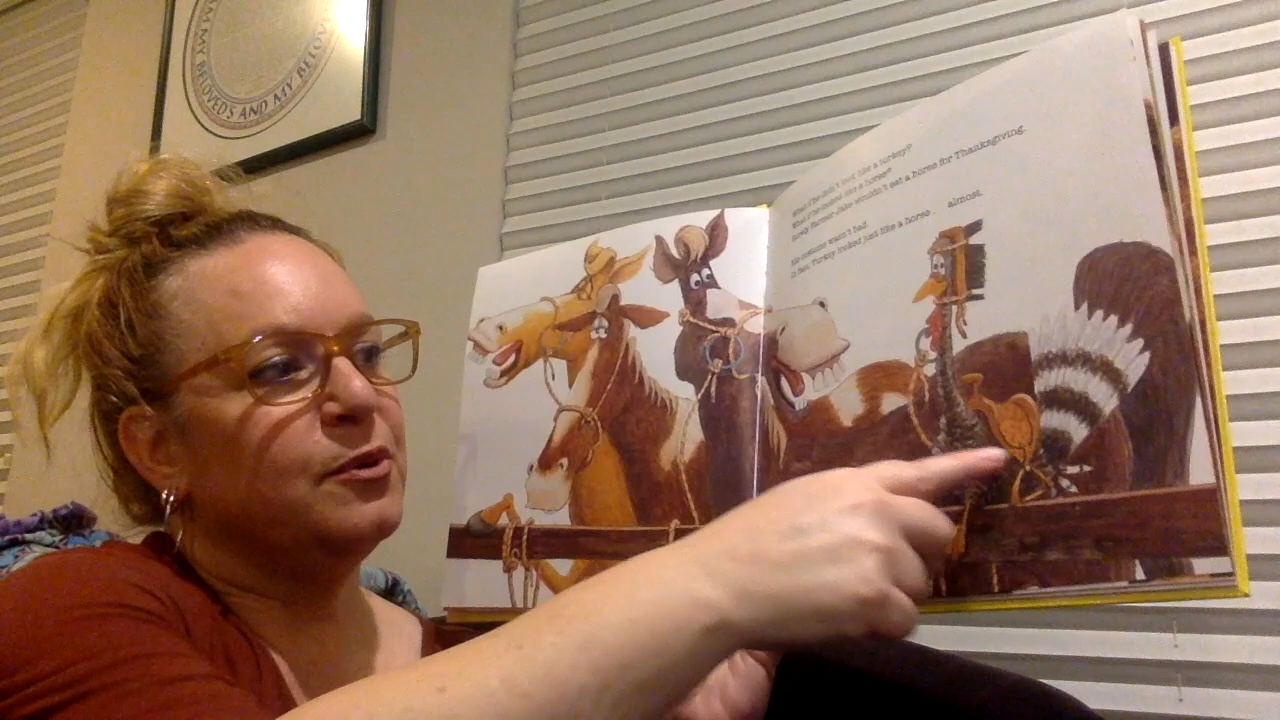 AM MY BELOVEDS AND MY BELOV
What if he didn't look like a turkey?
What if he looked like a horse?
Surely Farmer Jake wouldn't eat a horse for Thanksgiving.
His costume wasn't bad.
In fact, Turkey looked just like a horse . . . almost.